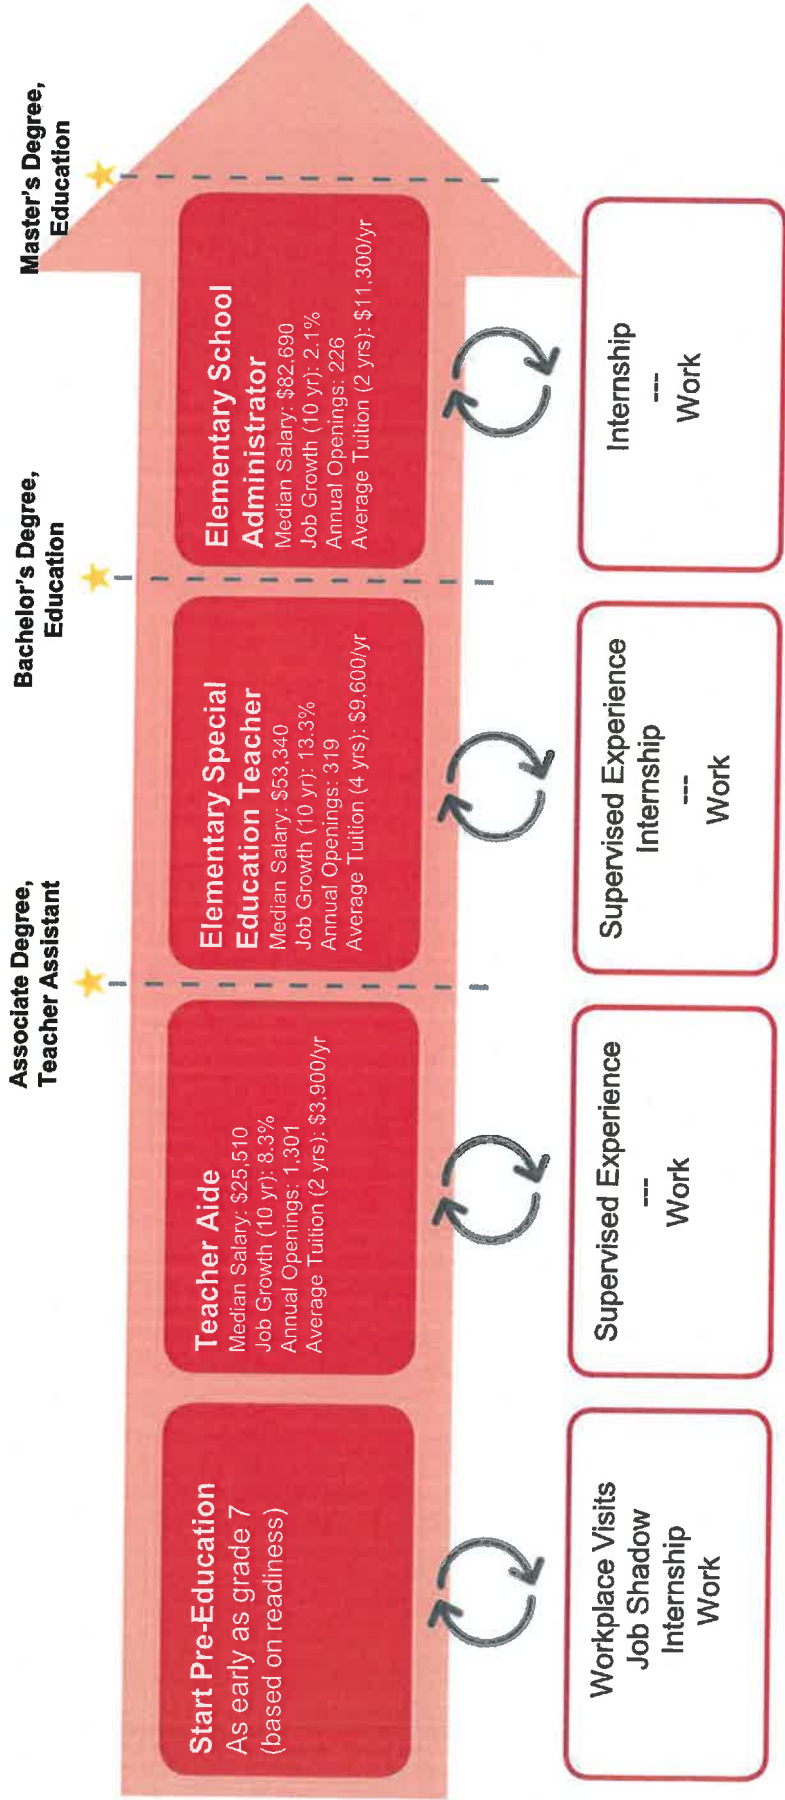 Associate Degree,
Teacher Assistant
Bachelor's Degree,
Education
Master's Degree,
Education
Start Pre-Education
As early as grade 7
(based on readiness)
Teacher Aide
Median Salary: $25,510
Job Growth (10 yr): 8.3%
Annual Openings: 1,301
Average Tuition (2 yrs): $3,900/yr
Elementary Special
Education Teacher
Median Salary: $53,340
Job Growth (10 yr): 13.3%
Annual Openings: 319
Average Tuition (4 yrs): $9,600/yr
Elementary School
Administrator
Median Salary: $82,690
Job Growth (10 yr): 2.1%
Annual Openings: 226
Average Tuition (2 yrs): $11,300/yr
Workplace Visits
Job Shadow
Internship
Work
Supervised Experience
---
Work
Supervised Experience
Internship
---
Work
Internship
---
Work